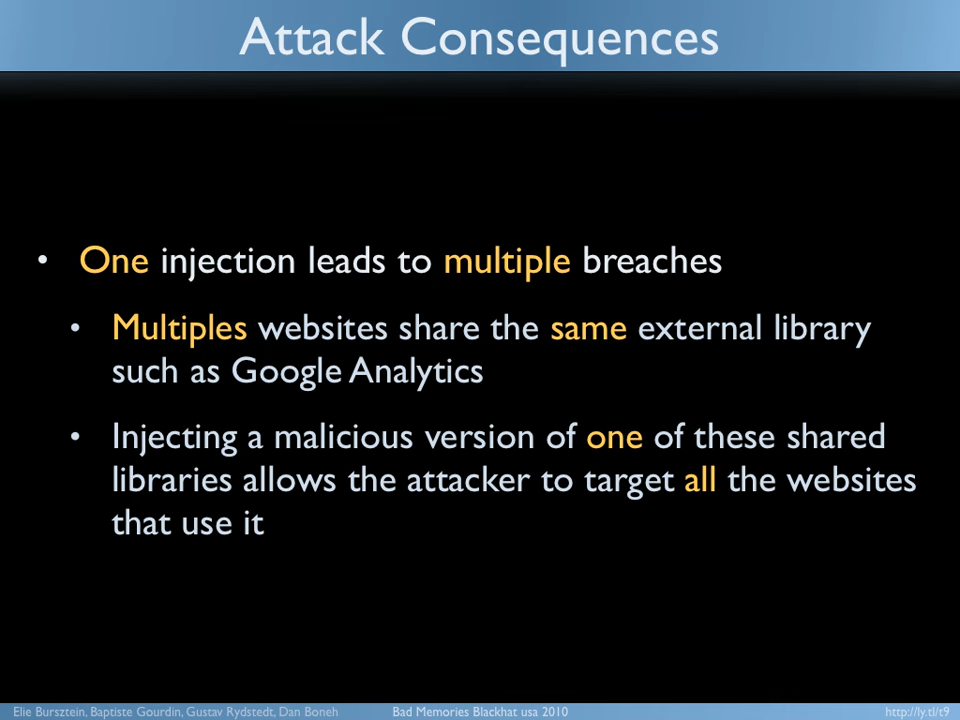 Attack Consequences
• One injection leads to multiple breaches
• Multiples websites share the same external library
such as Google Analytics
• Injecting a malicious version of one of these shared
libraries allows the attacker to target all the websites
that use it
Elie Bursztein, Baptiste Gourdin, Gustav Rydstedt, Dan Boneh Bad Memories Blackhat usa 2010 http://ly.tl/t9